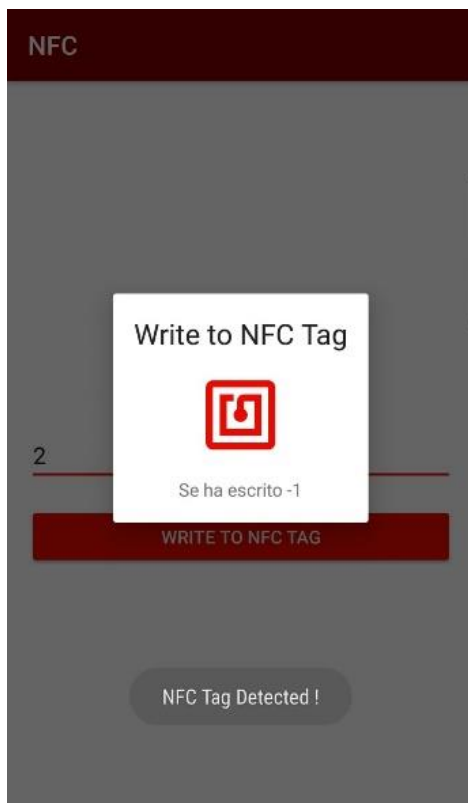 NFC
Write to NFC Tag
2
Se ha escrito -1
WRITE TO NFC TAG
NFC Tag Detected !